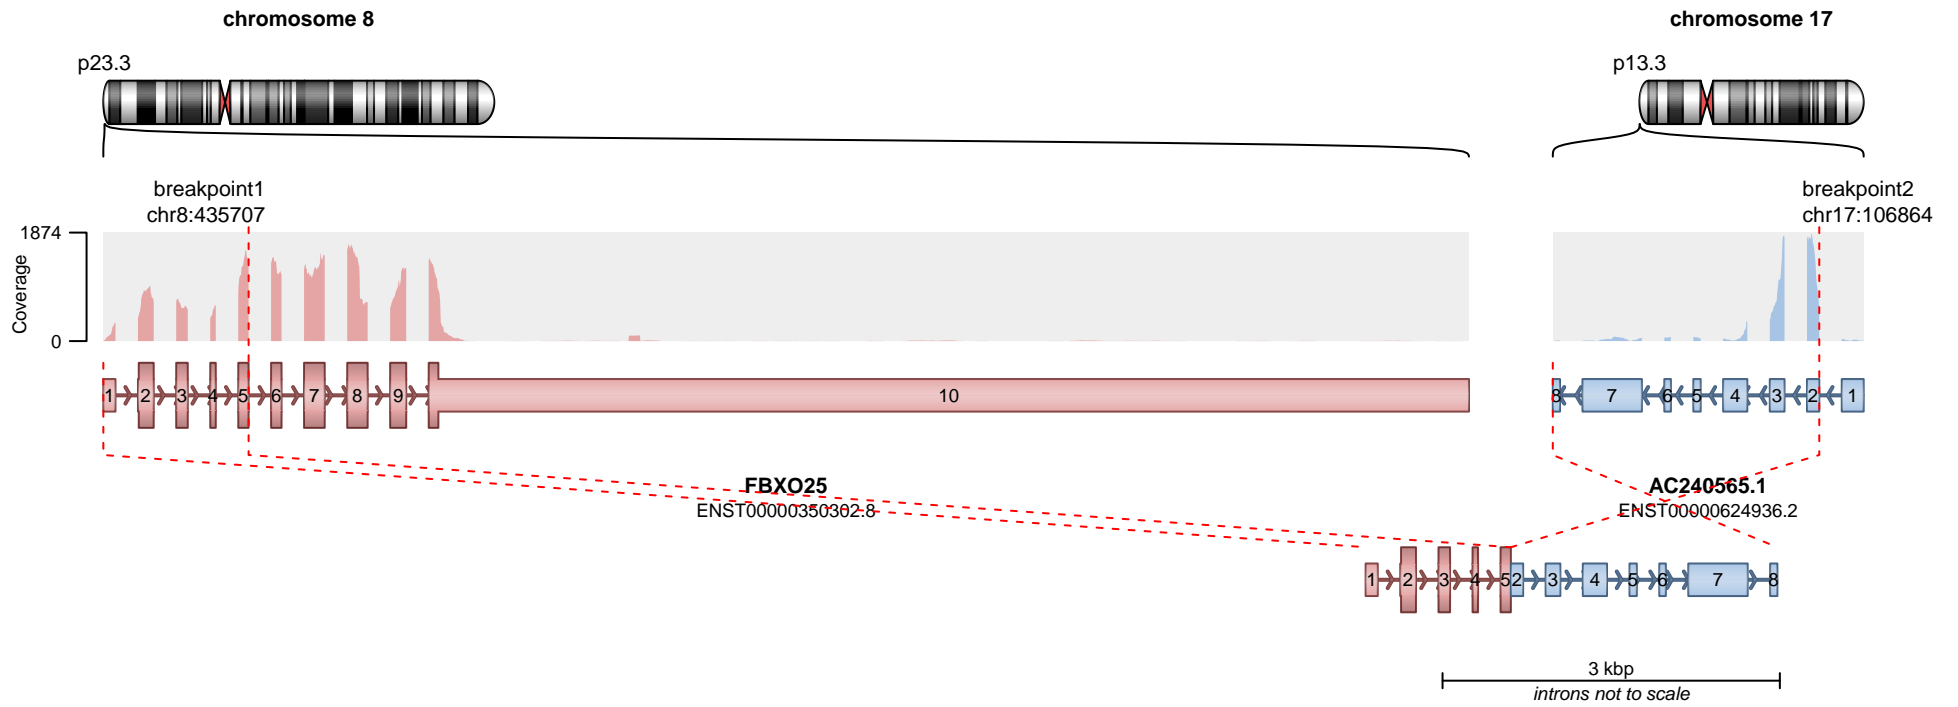 chromosome 8
chromosome 17
p23.3
p13.3
breakpoint1
chr8:435707
breakpoint2
chr17:106864
1874
0
Coverage
1 2 3 4 5 6 7 8 9 10
8 7 6 5 4 3 2 1
FBXO25
ENST00000350302.8
AC240565.1
ENST00000624936.2
1 2 3 4 5 2 3 4 5 6 7 8
3 kbp
introns not to scale